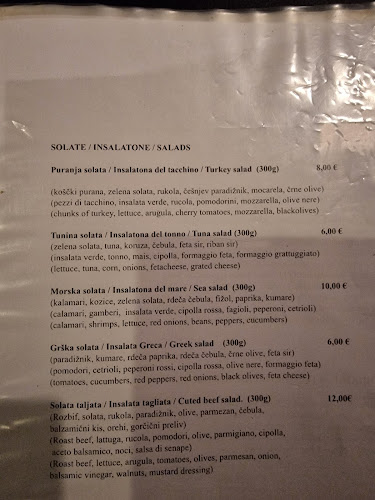 SOLATE / INSALATONE / SALADS
Puranja solata / Insalatona del tacchino / Turkey salad (300g) 8,00 €
(koščki purana, zelena solata, rukola, češnjev paradižnik, mocarela, črne olive)
(pezzi di tacchino, insalata verde, rucola, pomodorini, mozzarella, olive nere)
(chunks of turkey, lettuce, arugula, cherry tomatoes, mozzarella, blackolives)
Tunina solata / Insalatona del tonno / Tuna salad (300g) 6,00 €
(zelena solata, tuna, koruza, čebula, feta sir, riban sir)
(insalata verde, tonno, mais, cipolla, formaggio feta, formaggio grattuggiato)
(lettuce, tuna, corn, onions, fetacheese, grated cheese)
Morska solata / Insalatona del mare / Sea salad (300g) 10,00 €
(kalamari, kozice, zelena solata, rdeča čebula, fižol, paprika, kumare)
(calamari, gamberi, insalata verde, cipolla rossa, fagioli, peperoni, cetrioli)
(calamari, shrimps, lettuce, red onions, beans, peppers, cucumbers)
Grška solata / Insalata Greca / Greek salad (300g) 6,00 €
(paradižnik, kumare, rdeča paprika, rdeča čebula, črne olive, feta sir)
(pomodori, cetrioli, peperoni rossi, cipolla rossa, olive nere, formaggio feta)
(tomatoes, cucumbers, red peppers, red onions, black olives, feta cheese)
Solata taljata / Insalata tagliata / Cuted beef salad. (300g) 12,00€
(Rozbif, solata, rukola, paradižnik, olive, parmezan, čebula,
balzamični kis, orehi, gorčični preliv)
(Roast beef, lattuga, rucola, pomodori, olive, parmigiano, cipolla,
aceto balsamico, noci, salsa di senape)
(Roast beef, lettuce, arugula, tomatoes, olives, parmesan, onion,
balsamic vinegar, walnuts, mustard dressing)